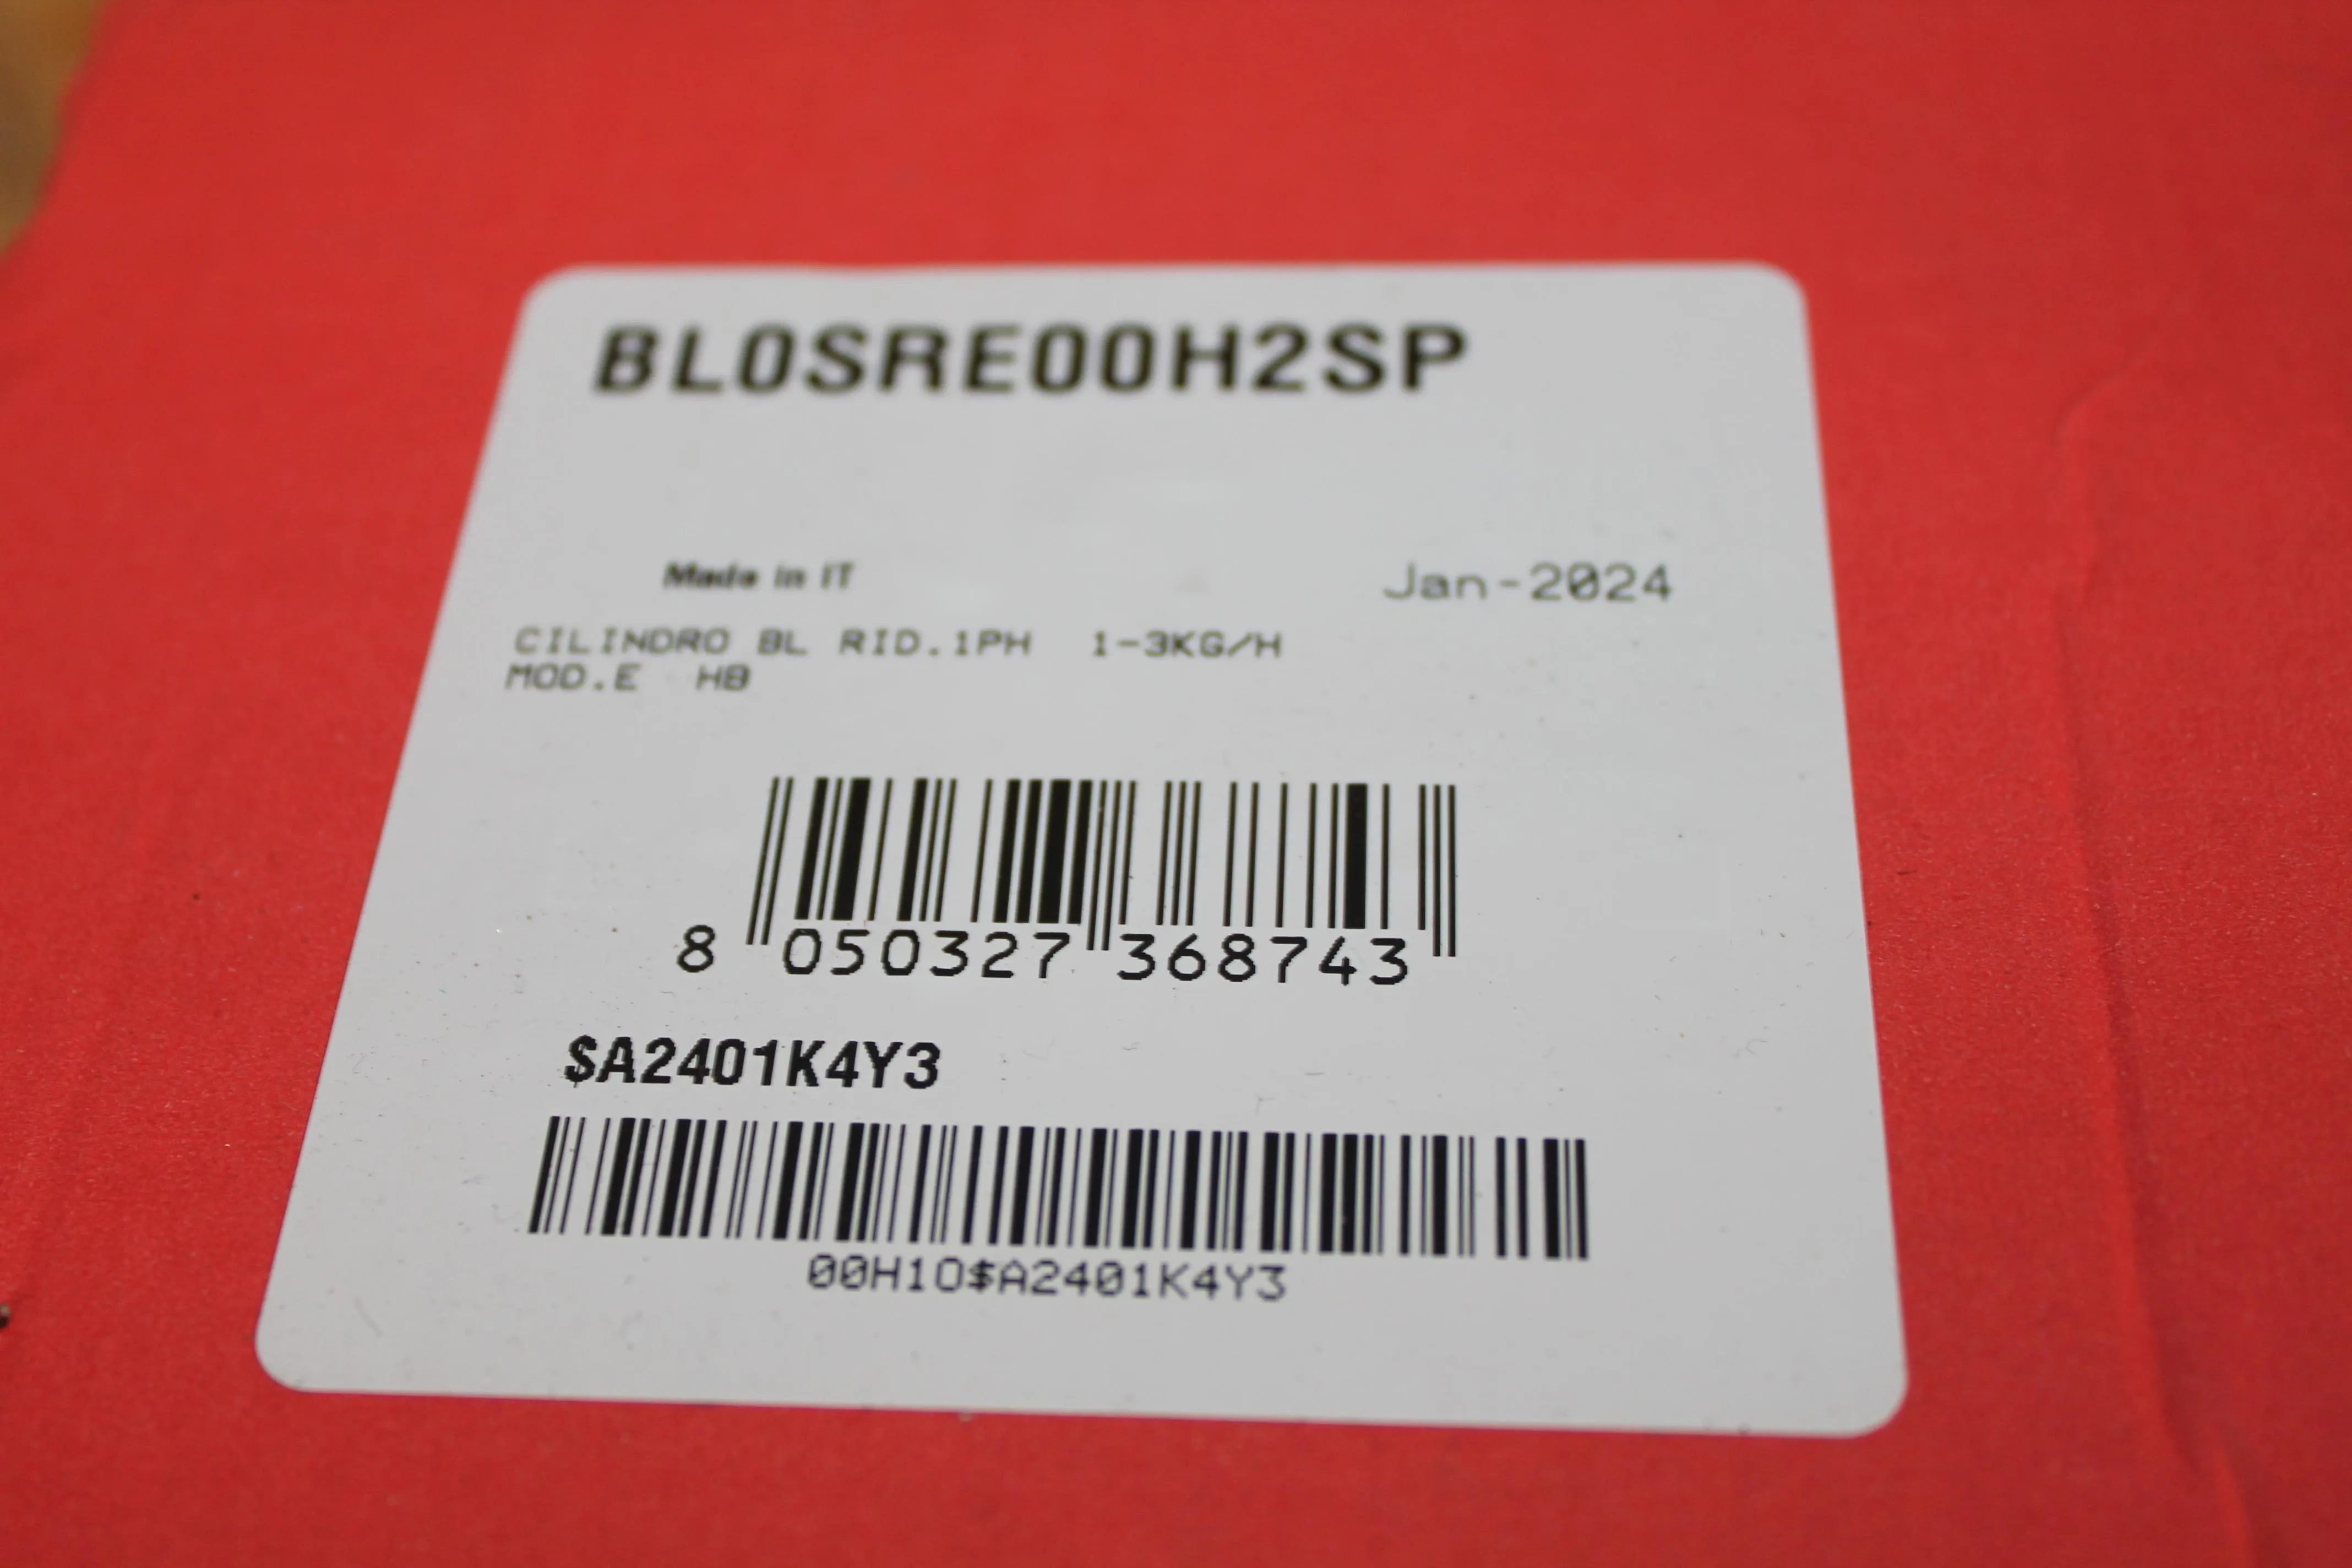 BL0SRE00H2SP
Made in IT
Jan-2024
CILINDRO BL RID.1PH 1-3KG/H
MOD.E HB
8 050327 368743
$A2401K4Y3
00H1O$A2401K4Y3